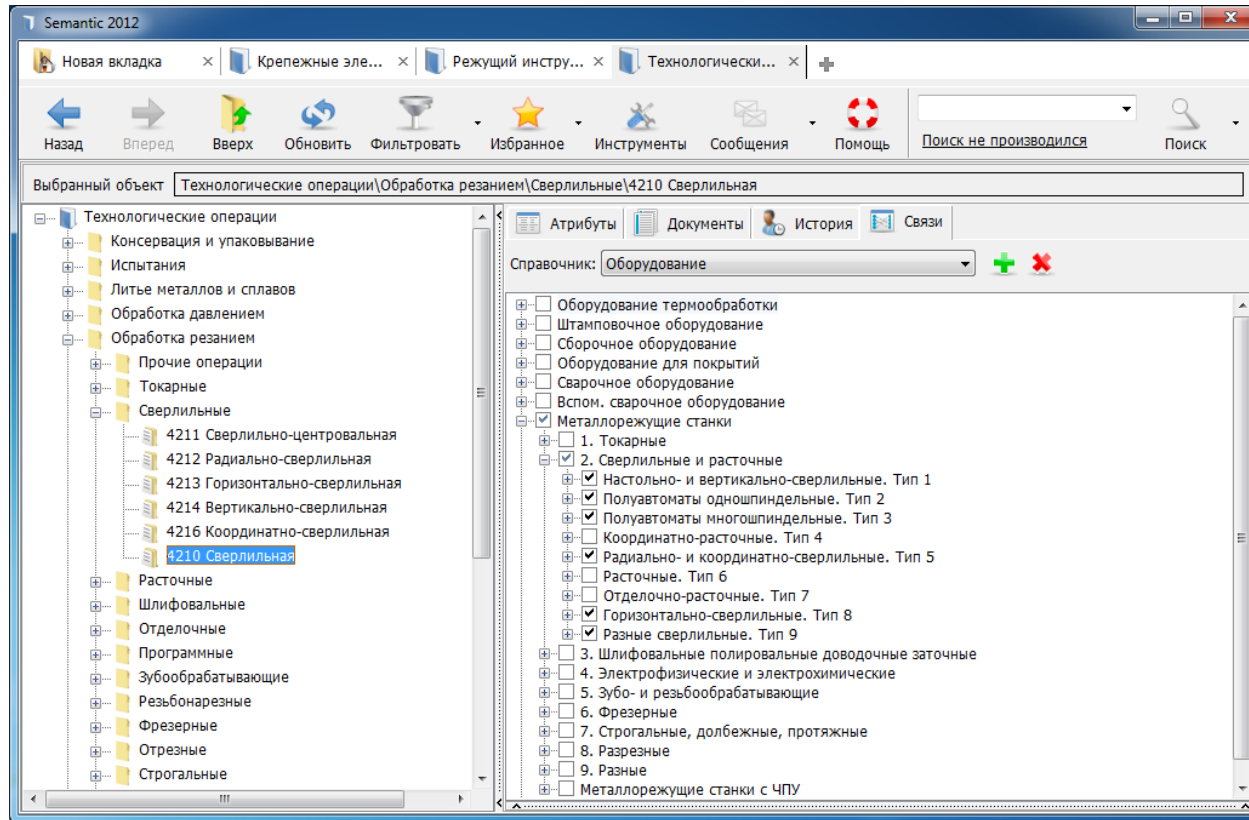 Semantic 2012
Новая вкладка
Крепежные эле...
Режущий инстру...
Технологически...
Назад
Вперед
Вверх
Обновить
Фильтровать
Избранное
Инструменты
Сообщения
Помощь
Поиск не производился
Поиск
Выбранный объект Технологические операции\Обработка резанием\Сверлильные\4210 Сверлильная
Технологические операции
Консервация и упаковывание
Испытания
Литье металлов и сплавов
Обработка давлением
Обработка резанием
Прочие операции
Токарные
Сверлильные
4211 Сверлильно-центровальная
4212 Радиально-сверлильная
4213 Горизонтально-сверлильная
4214 Вертикально-сверлильная
4216 Координатно-сверлильная
4210 Сверлильная
Расточные
Шлифовальные
Отделочные
Программные
Зубообрабатывающие
Резьбонарезные
Фрезерные
Отрезные
Строгальные
Атрибуты
Документы
История
Связи
Справочник: Оборудование
Оборудование термообработки
Штамповочное оборудование
Сборочное оборудование
Оборудование для покрытий
Сварочное оборудование
Вспом. сварочное оборудование
Металлорежущие станки
1. Токарные
2. Сверлильные и расточные
Настольно- и вертикально-сверлильные. Тип 1
Полуавтоматы одношпиндельные. Тип 2
Полуавтоматы многошпиндельные. Тип 3
Координатно-расточные. Тип 4
Радиально- и координатно-сверлильные. Тип 5
Расточные. Тип 6
Отделочно-расточные. Тип 7
Горизонтально-сверлильные. Тип 8
Разные сверлильные. Тип 9
3. Шлифовальные полировальные доводочные заточные
4. Электрофизические и электрохимические
5. Зубо- и резьбообрабатывающие
6. Фрезерные
7. Строгальные, долбежные, протяжные
8. Разрезные
9. Разные
Металлорежущие станки с ЧПУ